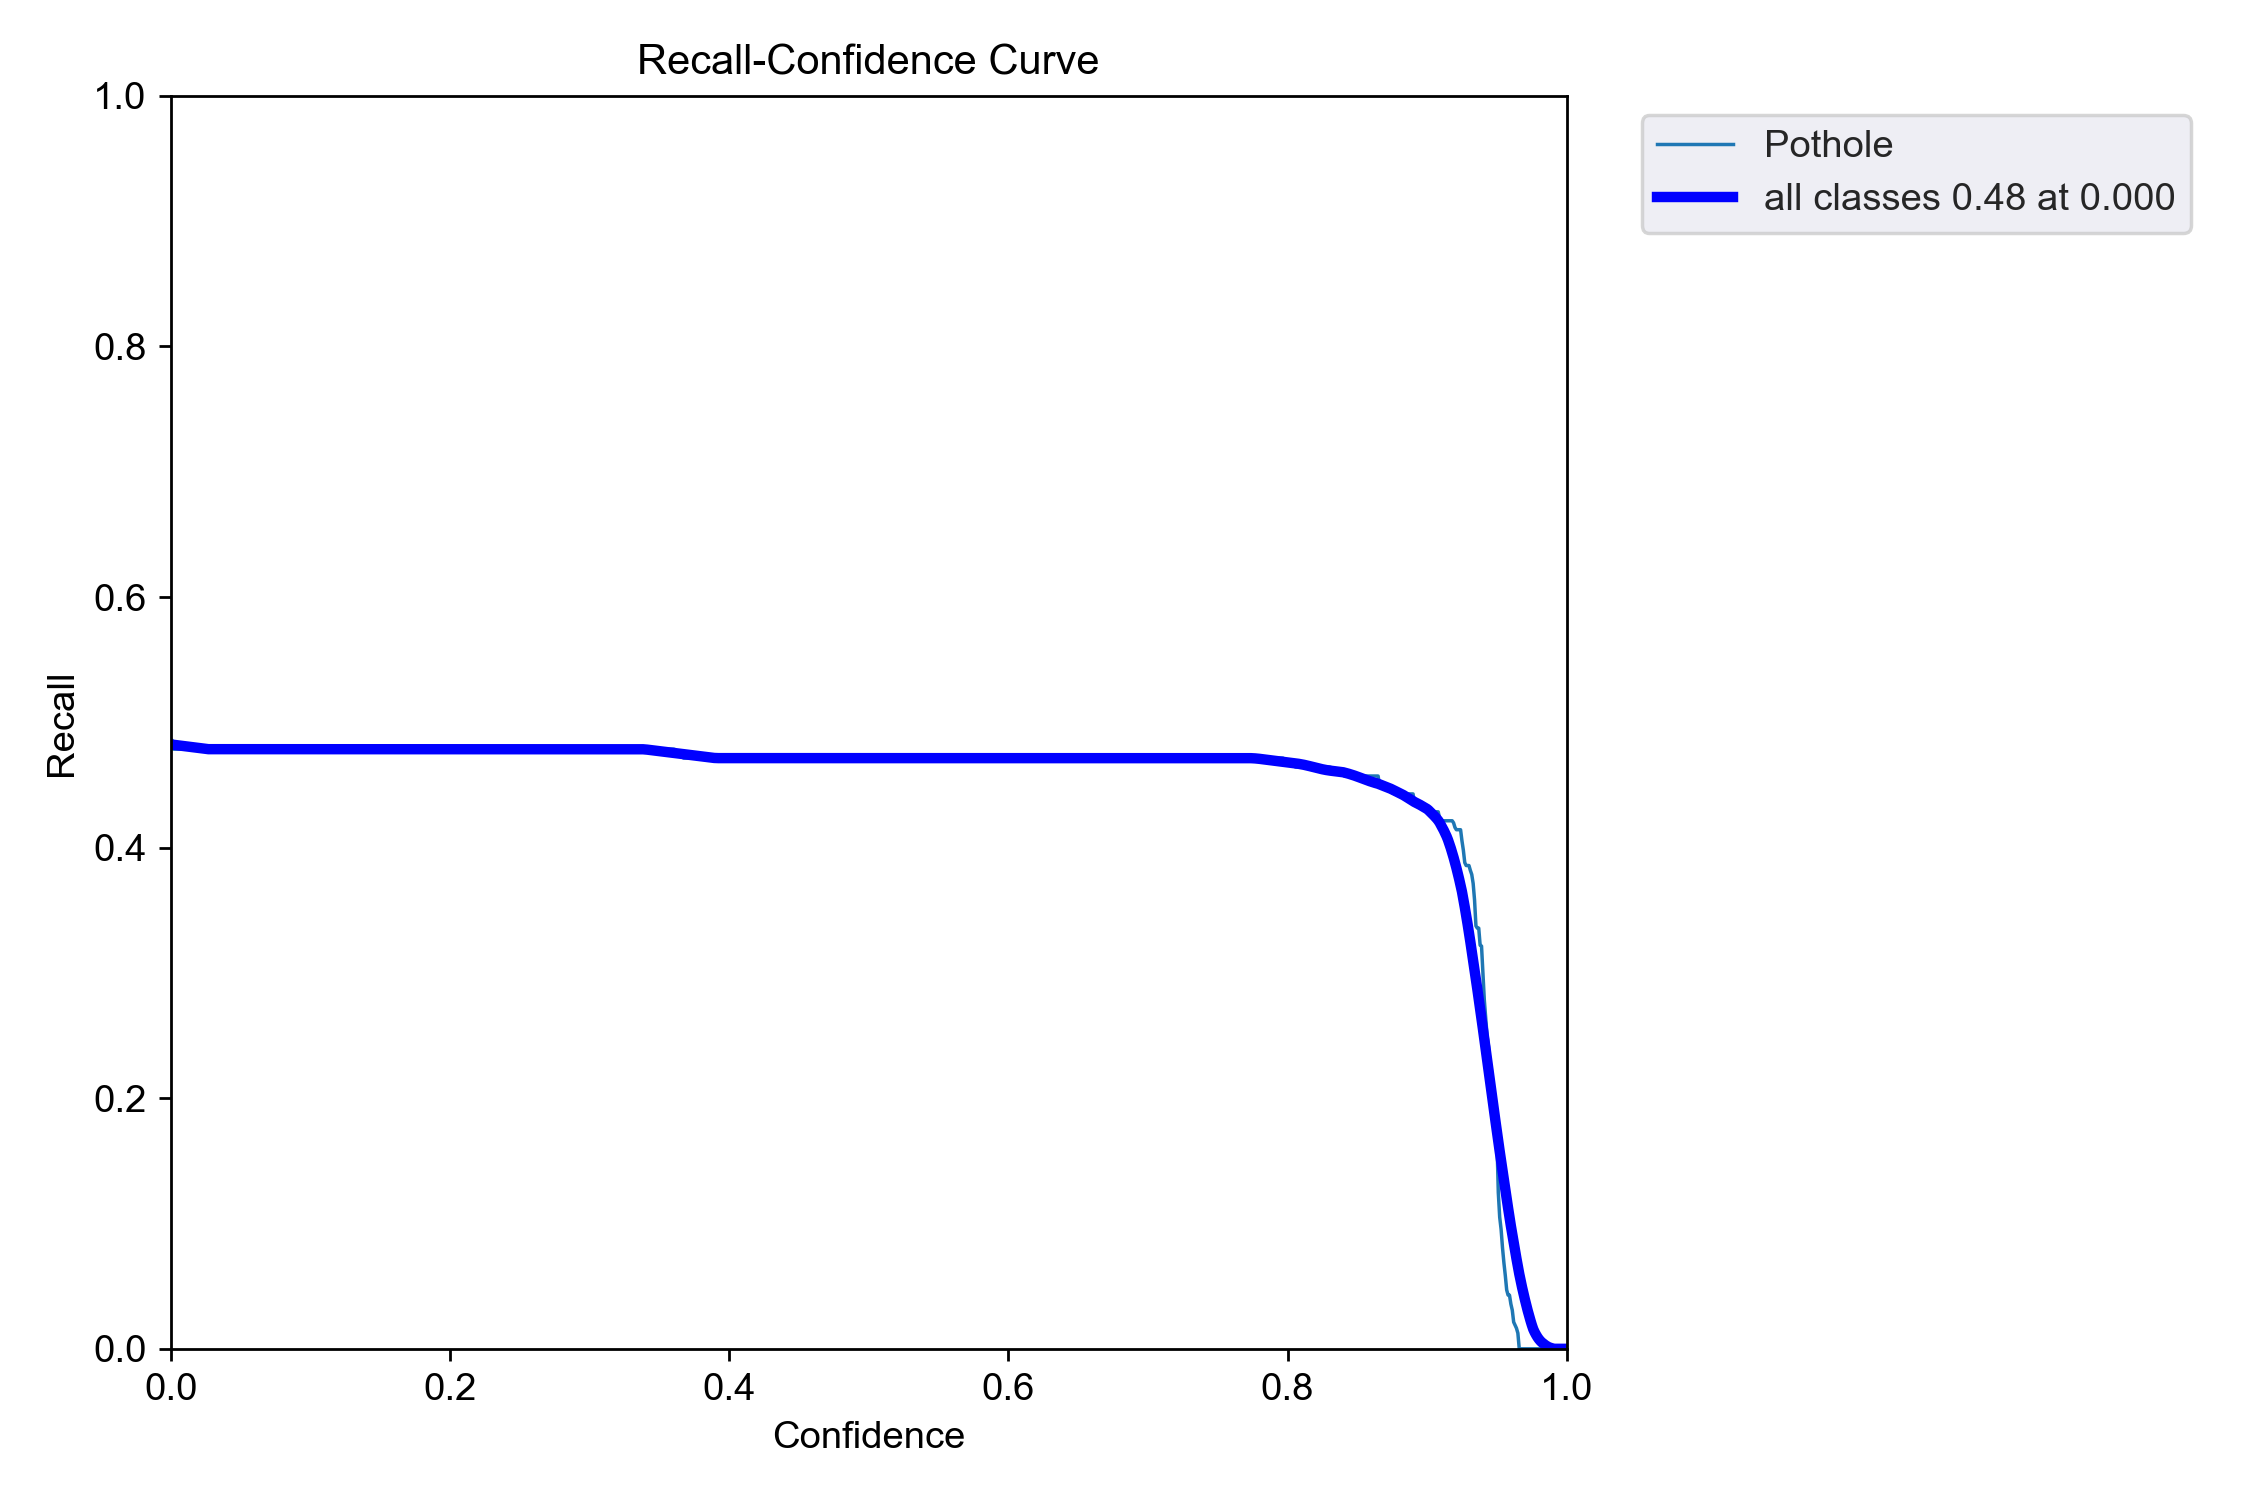 Recall-Confidence Curve
1.0
0.8
0.6
0.4
0.2
0.0
Recall
0.0 0.2 0.4 0.6 0.8 1.0
Confidence
Pothole
all classes 0.48 at 0.000